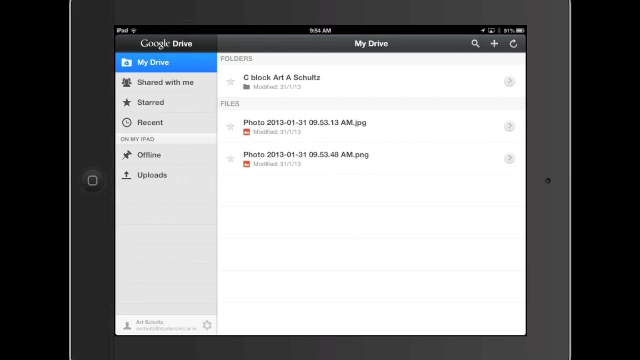 iPad
9:54 AM
91%
Google Drive
My Drive
My Drive
Shared with me
Starred
Recent
ON MY IPAD
Offline
Uploads
FOLDERS
C block Art A Schultz
Modified: 31/1/13
FILES
Photo 2013-01-31 09.53.13 AM.jpg
Modified: 31/1/13
Photo 2013-01-31 09.53.48 AM.png
Modified: 31/1/13
Art Schultz